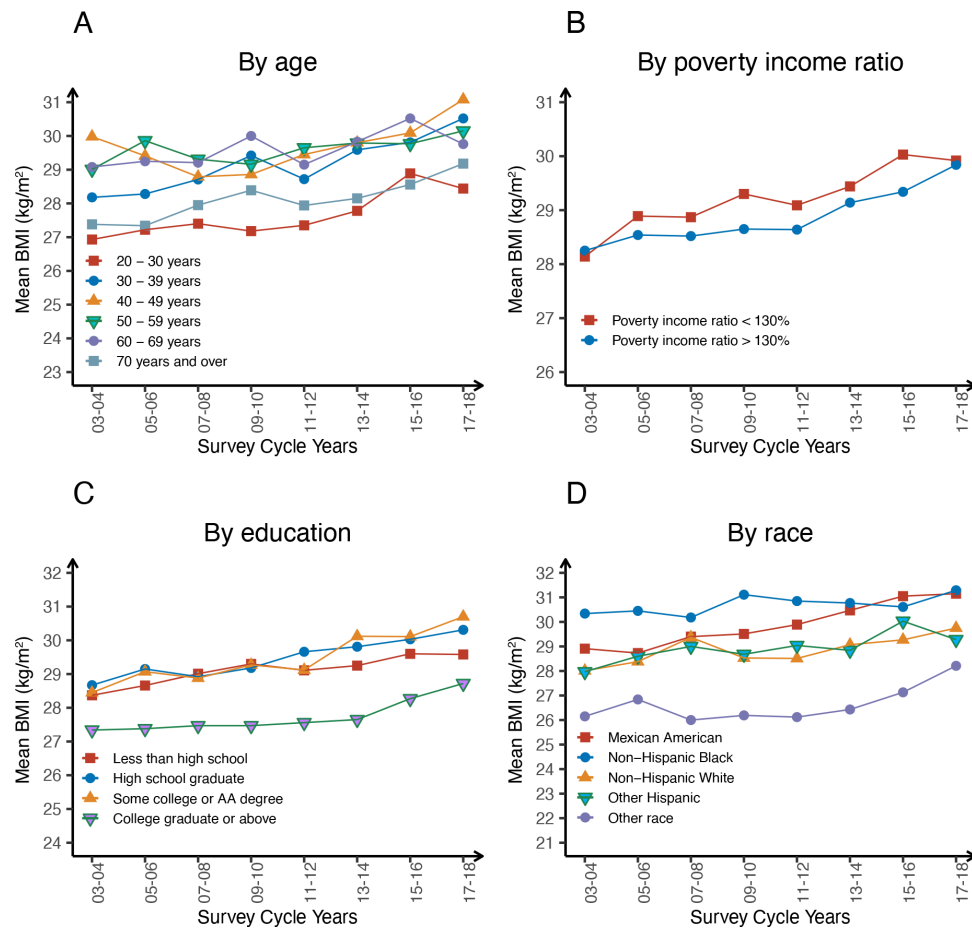 A
By age
Mean BMI (kg/m²)
31
30
29
28
27
26
25
24
23
20 − 30 years
30 − 39 years
40 − 49 years
50 − 59 years
60 − 69 years
70 years and over
03-04
05-06
07-08
09-10
11-12
13-14
15-16
17-18
Survey Cycle Years
B
By poverty income ratio
Mean BMI (kg/m²)
31
30
29
28
27
26
Poverty income ratio < 130%
Poverty income ratio > 130%
03-04
05-06
07-08
09-10
11-12
13-14
15-16
17-18
Survey Cycle Years
C
By education
Mean BMI (kg/m²)
32
31
30
29
28
27
26
25
24
Less than high school
High school graduate
Some college or AA degree
College graduate or above
03-04
05-06
07-08
09-10
11-12
13-14
15-16
17-18
Survey Cycle Years
D
By race
Mean BMI (kg/m²)
32
31
30
29
28
27
26
25
24
23
22
21
Mexican American
Non−Hispanic Black
Non−Hispanic White
Other Hispanic
Other race
03-04
05-06
07-08
09-10
11-12
13-14
15-16
17-18
Survey Cycle Years